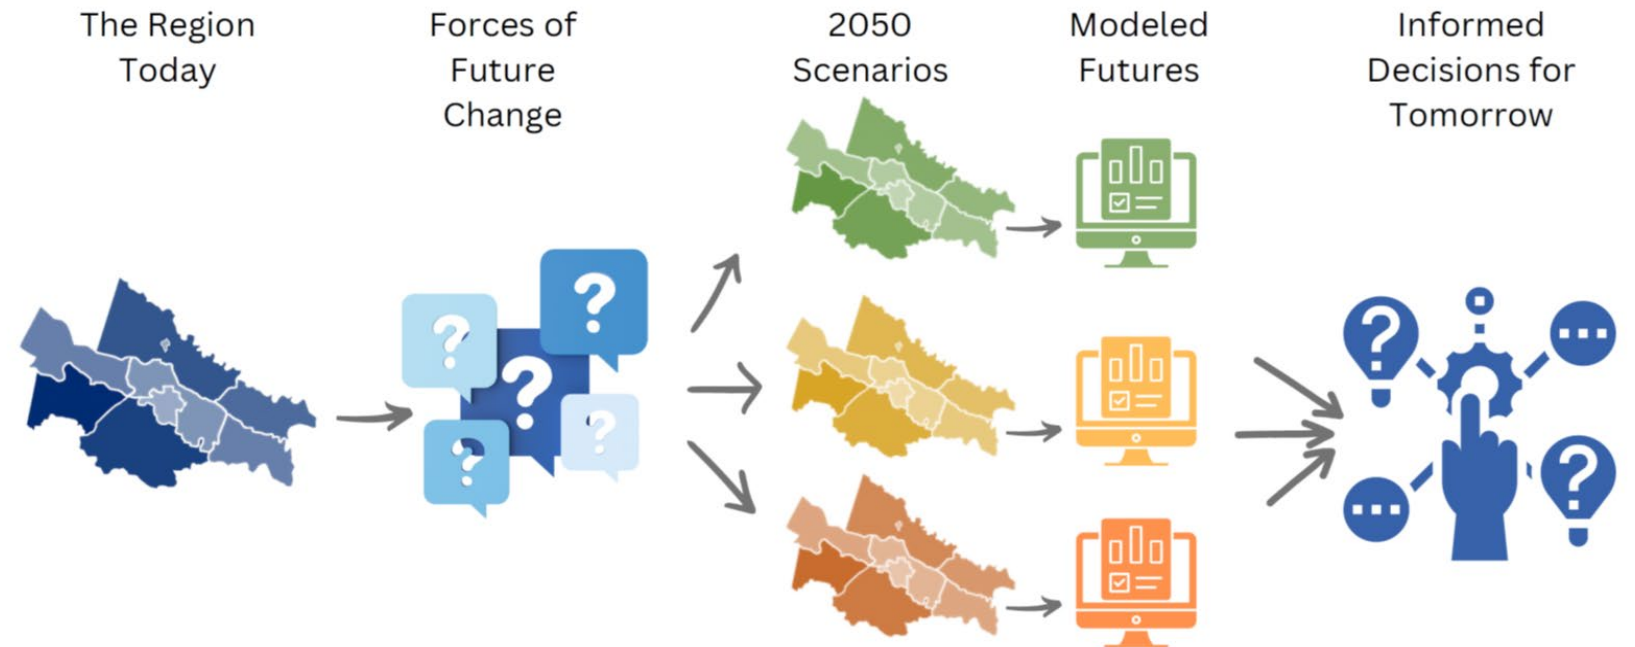 The Region
Today
Forces of
Future
Change
2050
Scenarios
Modeled
Futures
Informed
Decisions for
Tomorrow
?
?
?
?
?
?
?